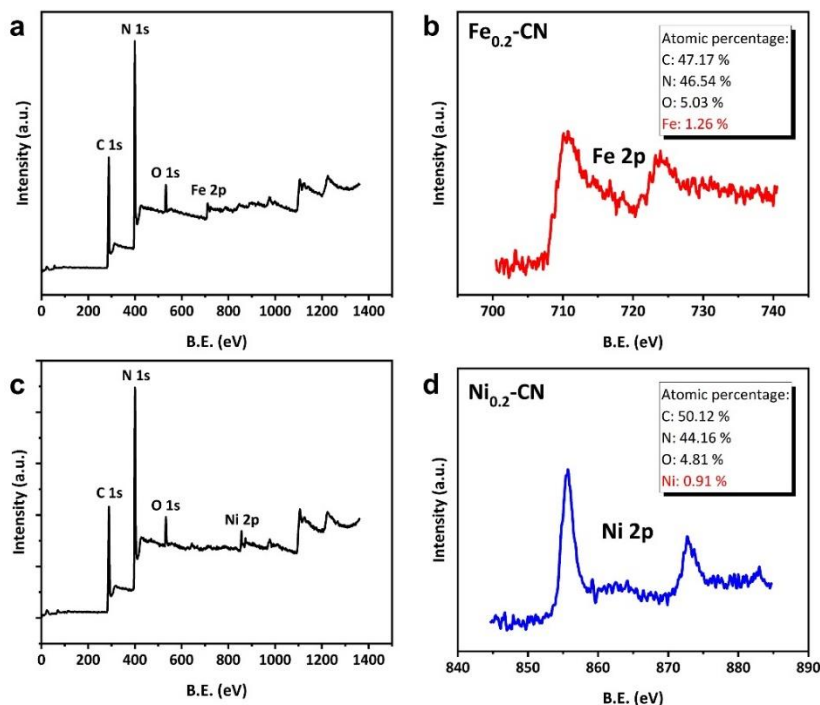 a
N 1s
C 1s
O 1s
Fe 2p
Intensity (a.u.)
0 200 400 600 800 1000 1200 1400
B.E. (eV)
b
Fe0.2-CN
Atomic percentage:
C: 47.17 %
N: 46.54 %
O: 5.03 %
Fe: 1.26 %
Fe 2p
Intensity (a.u.)
700 710 720 730 740
B.E. (eV)
c
N 1s
C 1s
O 1s
Ni 2p
Intensity (a.u.)
0 200 400 600 800 1000 1200 1400
B.E. (eV)
d
Ni0.2-CN
Atomic percentage:
C: 50.12 %
N: 44.16 %
O: 4.81 %
Ni: 0.91 %
Ni 2p
Intensity (a.u.)
840 850 860 870 880 890
B.E. (eV)